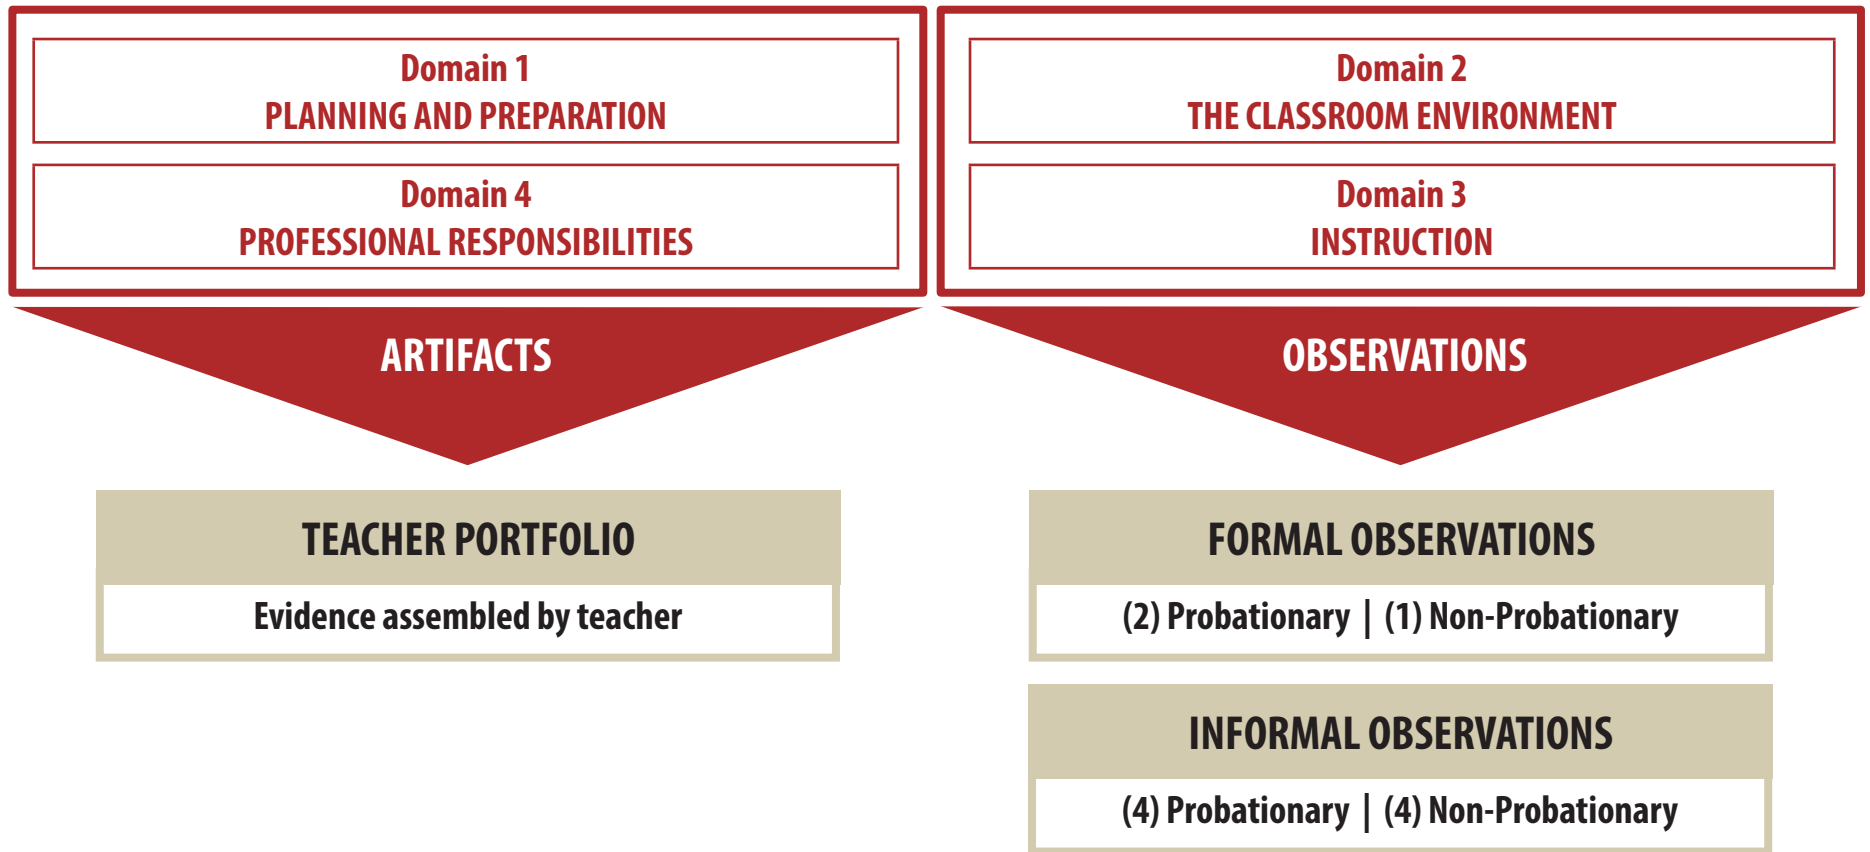 Domain 1
PLANNING AND PREPARATION
Domain 4
PROFESSIONAL RESPONSIBILITIES
ARTIFACTS
TEACHER PORTFOLIO
Evidence assembled by teacher
Domain 2
THE CLASSROOM ENVIRONMENT
Domain 3
INSTRUCTION
OBSERVATIONS
FORMAL OBSERVATIONS
(2) Probationary | (1) Non-Probationary
INFORMAL OBSERVATIONS
(4) Probationary | (4) Non-Probationary